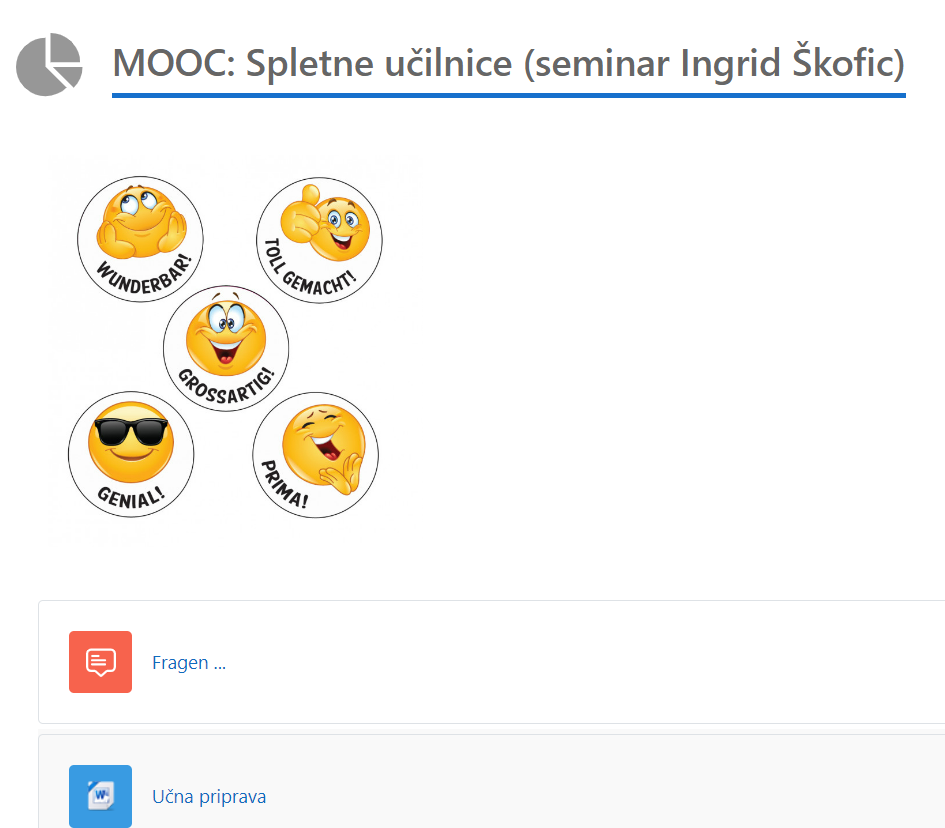 MOOC: Spletne učilnice (seminar Ingrid Škofic)
WUNDERBAR!
TOLL GEMACHT!
GROSSARTIG!
GENIAL!
PRIMA!
Fragen ...
W
Učna priprava